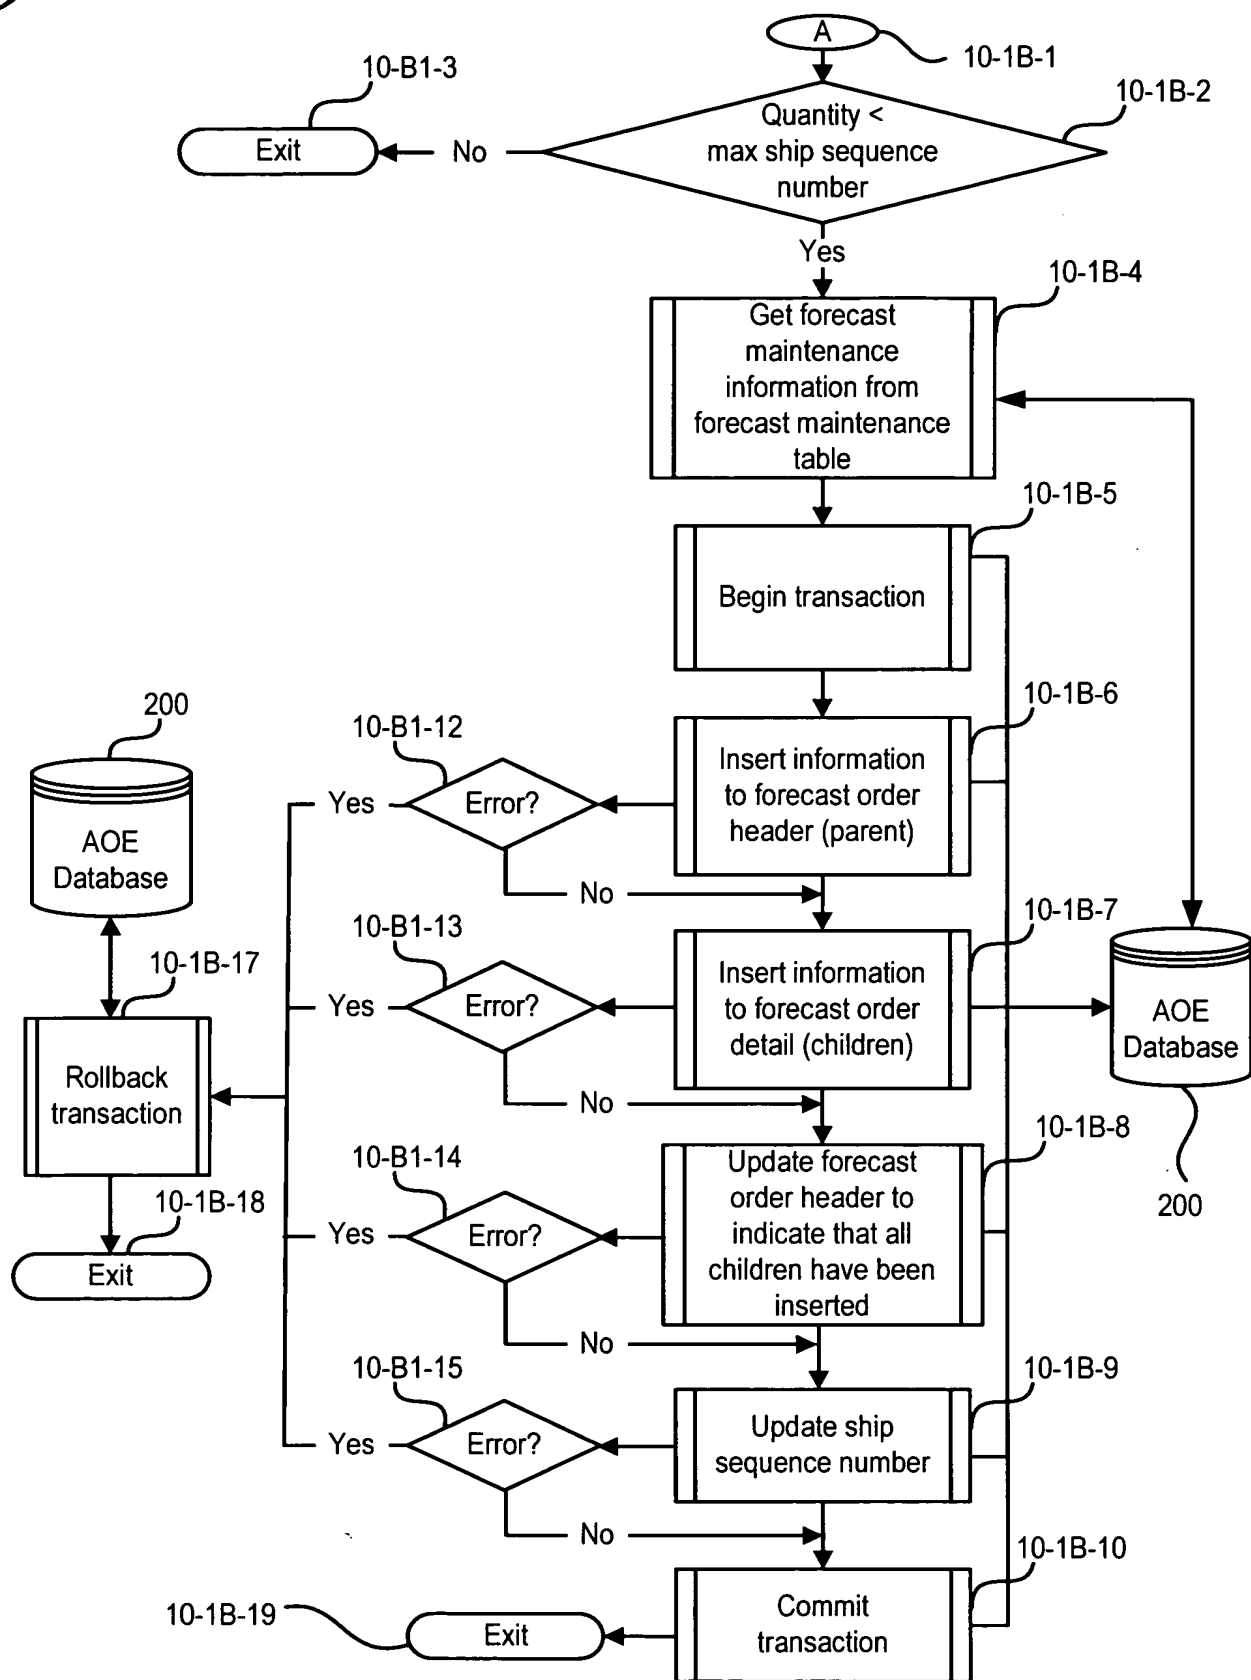 A
10-1B-1
10-B1-3
10-1B-2
Exit
No
Quantity <
max ship sequence
number
Yes
10-1B-4
Get forecast
maintenance
information from
forecast maintenance
table
10-1B-5
Begin transaction
10-1B-6
200
10-B1-12
Insert information
to forecast order
header (parent)
Yes
Error?
AOE
Database
No
10-1B-7
10-B1-13
10-1B-17
Insert information
to forecast order
detail (children)
Yes
Error?
AOE
Database
Rollback
transaction
No
10-1B-8
10-B1-14
Update forecast
order header to
indicate that all
children have been
inserted
200
10-1B-18
Yes
Error?
Exit
No
10-B1-15
10-1B-9
Update ship
sequence number
Yes
Error?
No
10-1B-10
10-1B-19
Exit
Commit
transaction